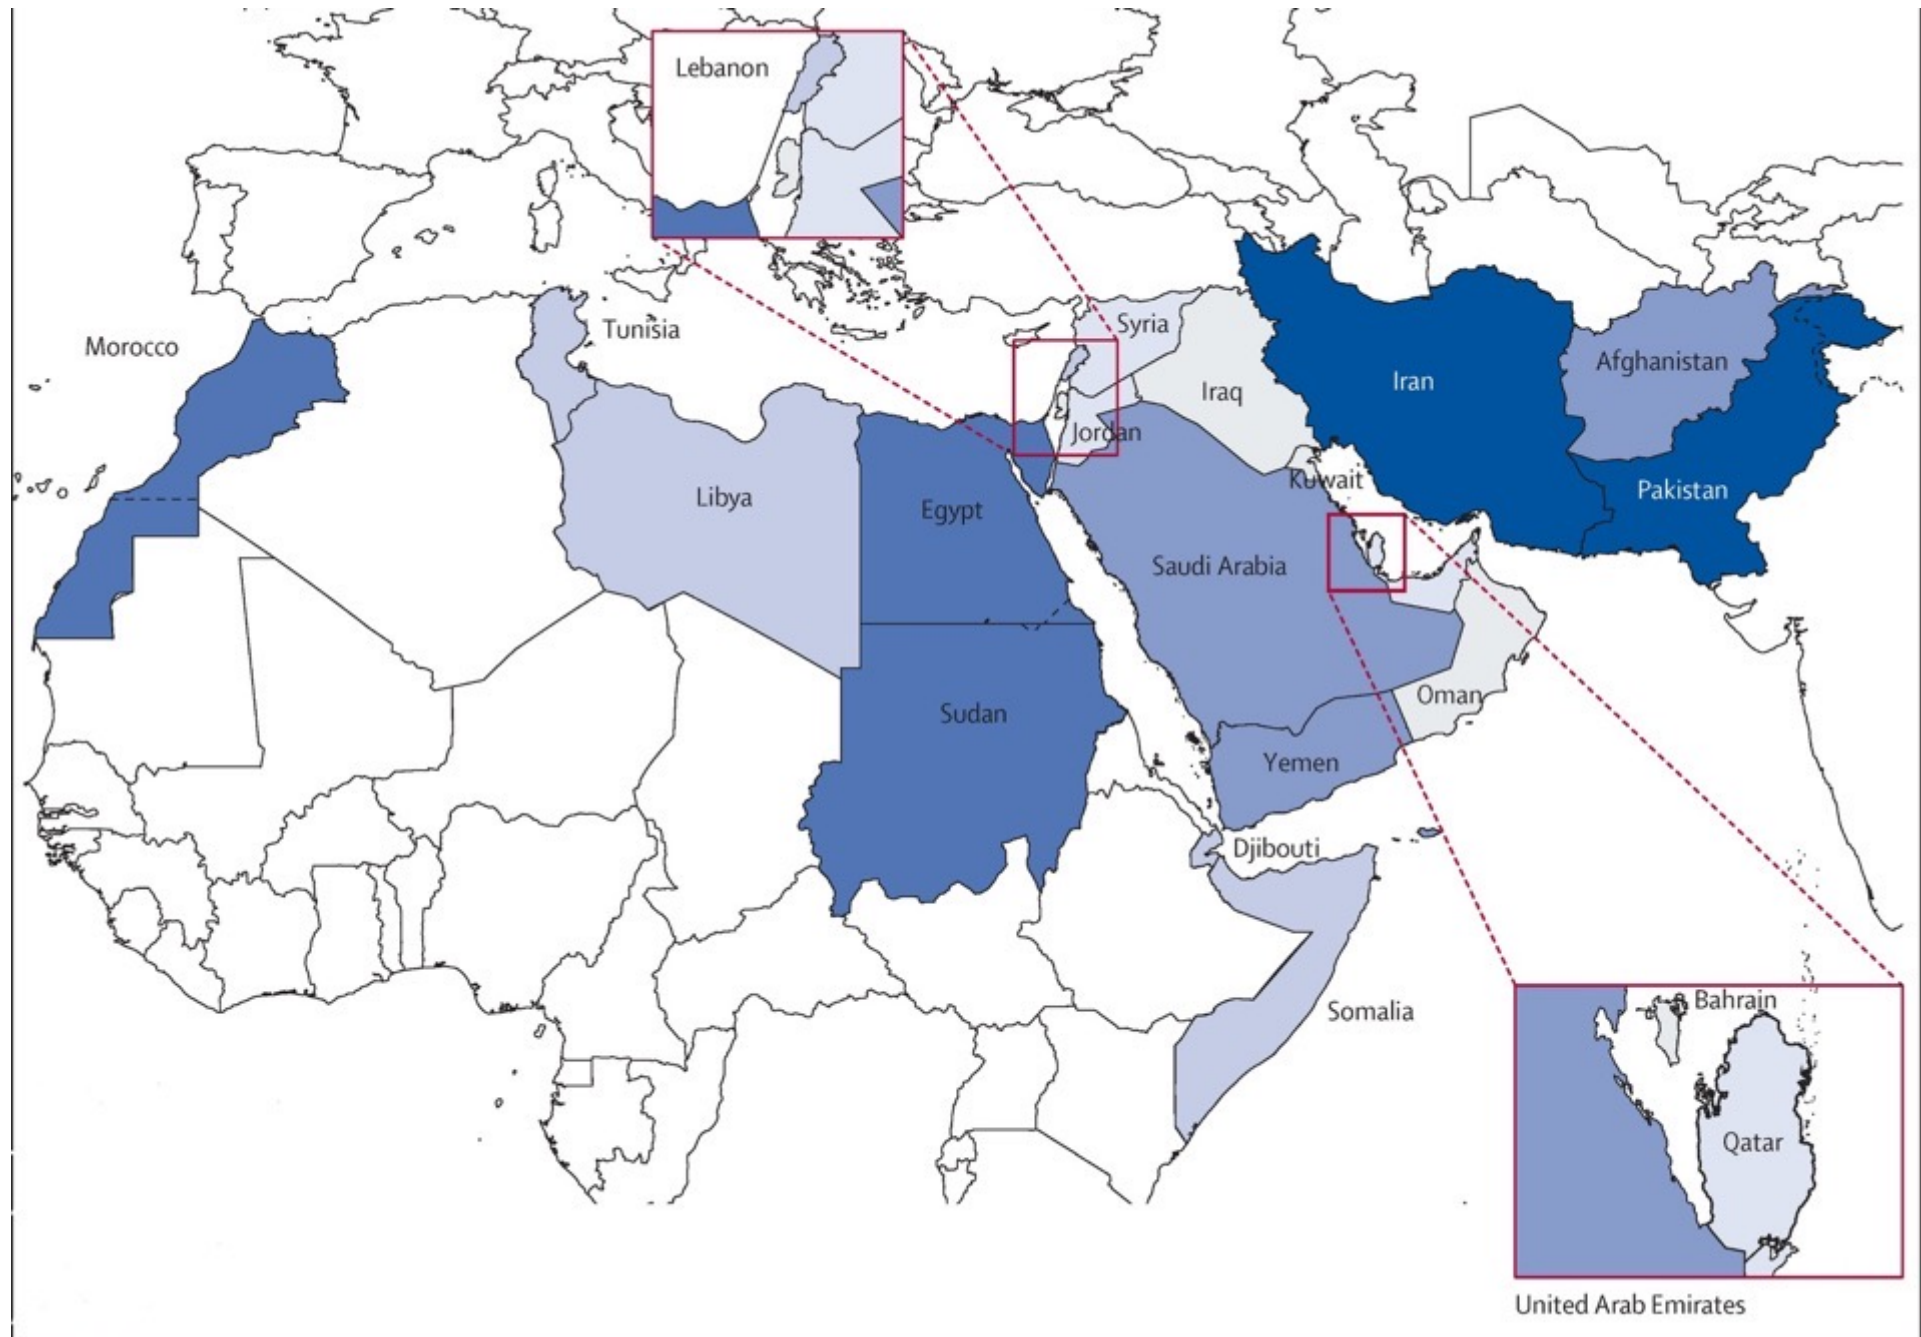 Lebanon
Morocco
Tunisia
Syria
Iraq
Iran
Afghanistan
Jordan
Kuwait
Pakistan
Libya
Egypt
Saudi Arabia
Oman
Sudan
Yemen
Djibouti
Somalia
Bahrain
Qatar
United Arab Emirates